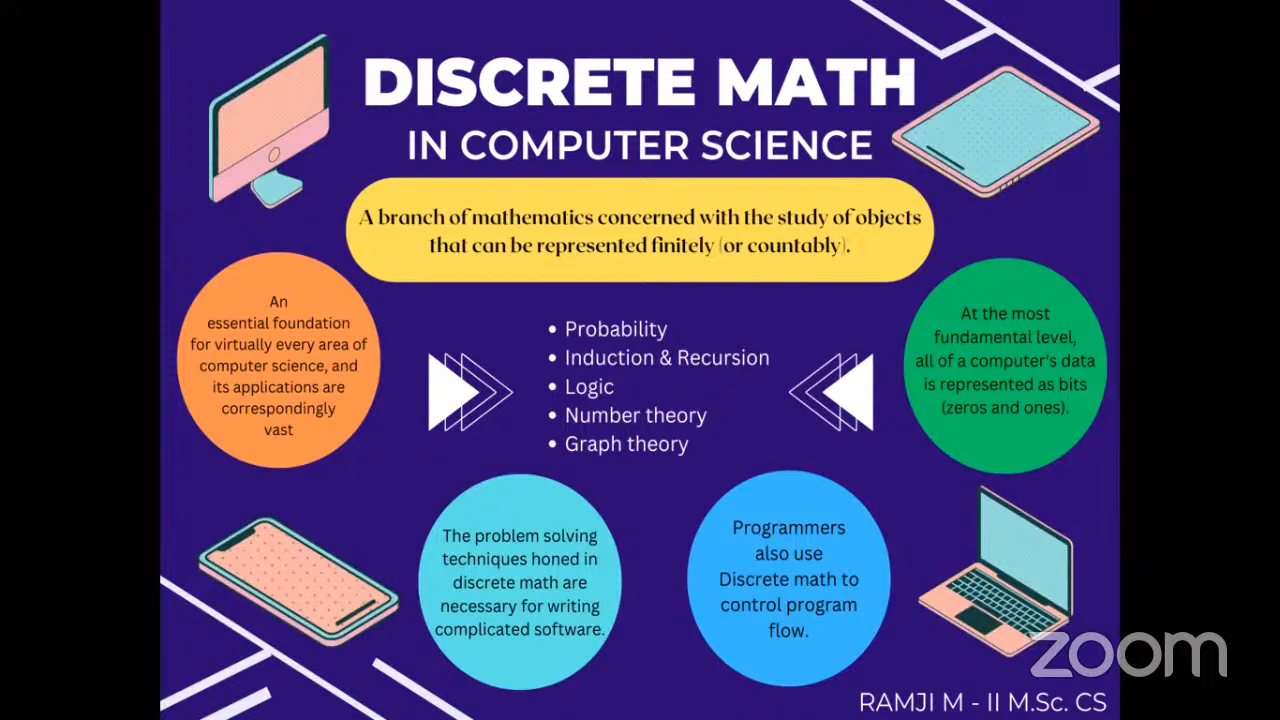 DISCRETE MATH
IN COMPUTER SCIENCE
A branch of mathematics concerned with the study of objects
that can be represented finitely (or countably).
An
essential foundation
for virtually every area of
computer science, and
its applications are
correspondingly
vast
• Probability
• Induction & Recursion
• Logic
• Number theory
• Graph theory
At the most
fundamental level,
all of a computer's data
is represented as bits
(zeros and ones).
The problem solving
techniques honed in
discrete math are
necessary for writing
complicated software.
Programmers
also use
Discrete math to
control program
flow.
zoom
RAMJI M - II M.Sc. CS